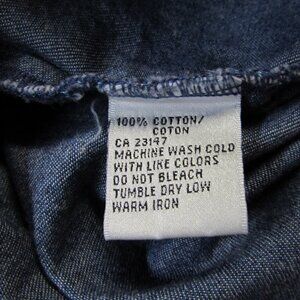 100% COTTON/
COTON
CA 23147
MACHINE WASH COLD
WITH LIKE COLORS
DO NOT BLEACH
TUMBLE DRY LOW
WARM IRON